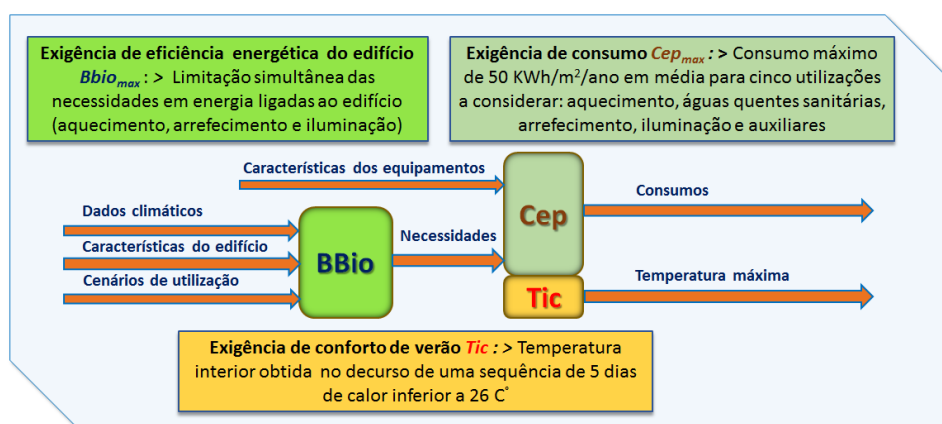 Exigência de eficiência energética do edifício
Bbiomax : > Limitação simultânea das
necessidades em energia ligadas ao edifício
(aquecimento, arrefecimento e iluminação)
Exigência de consumo Cepmax : > Consumo máximo
de 50 KWh/m²/ano em média para cinco utilizações
a considerar: aquecimento, águas quentes sanitárias,
arrefecimento, iluminação e auxiliares
Características dos equipamentos
Cep
Consumos
Dados climáticos
Características do edifício
Cenários de utilização
BBio
Necessidades
Tic
Temperatura máxima
Exigência de conforto de verão Tic : > Temperatura
interior obtida no decurso de uma sequência de 5 dias
de calor inferior a 26 C°